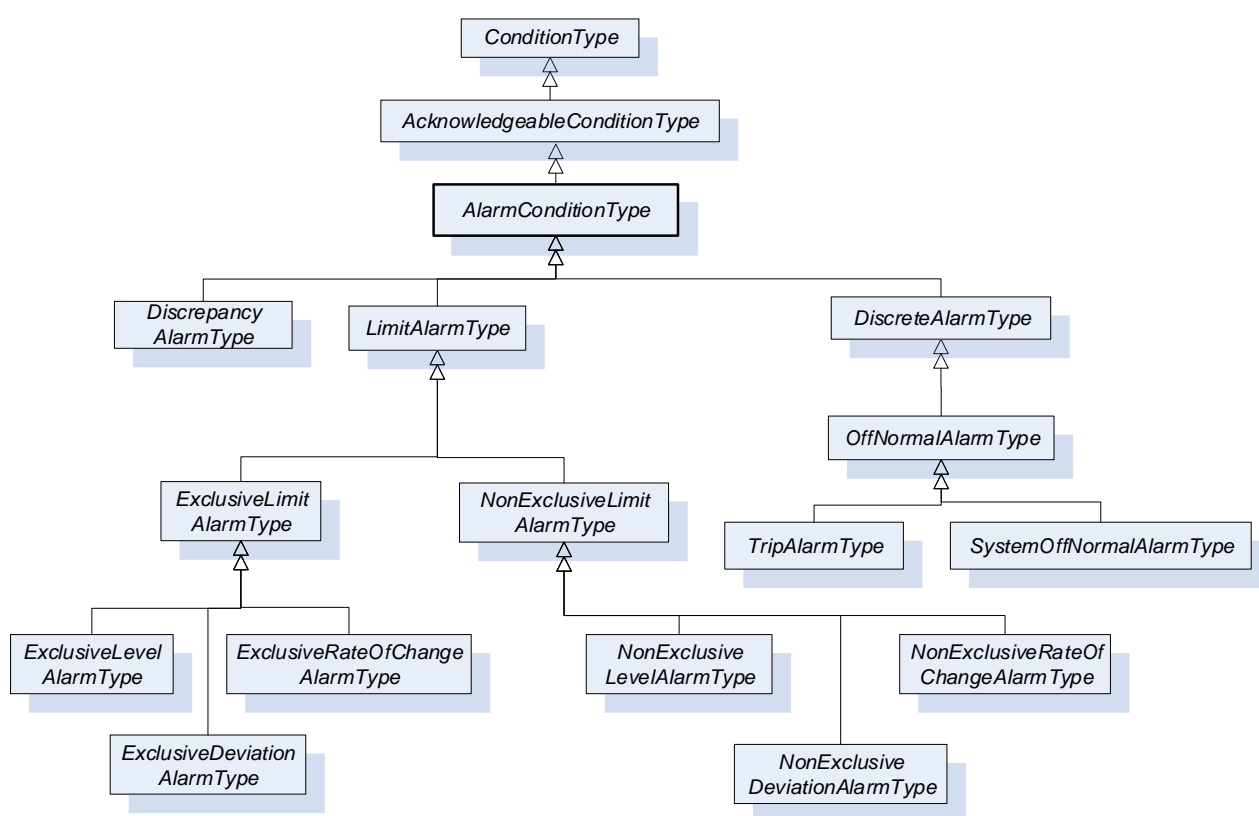 ConditionType
AcknowledgeableConditionType
AlarmConditionType
Discrepancy
AlarmType
LimitAlarmType
DiscreteAlarmType
OffNormalAlarmType
ExclusiveLimit
AlarmType
NonExclusiveLimit
AlarmType
TripAlarmType
SystemOffNormalAlarmType
ExclusiveLevel
AlarmType
ExclusiveRateOfChange
AlarmType
NonExclusive
LevelAlarmType
NonExclusiveRateOf
ChangeAlarmType
ExclusiveDeviation
AlarmType
NonExclusive
DeviationAlarmType